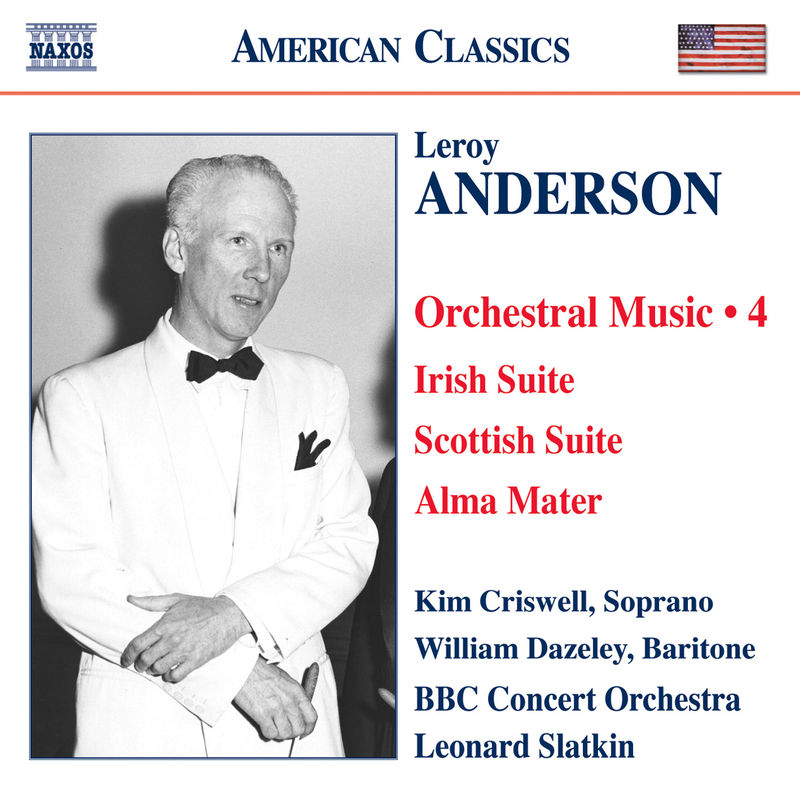 NAXOS
AMERICAN CLASSICS
Leroy
ANDERSON
Orchestral Music • 4
Irish Suite
Scottish Suite
Alma Mater
Kim Criswell, Soprano
William Dazeley, Baritone
BBC Concert Orchestra
Leonard Slatkin